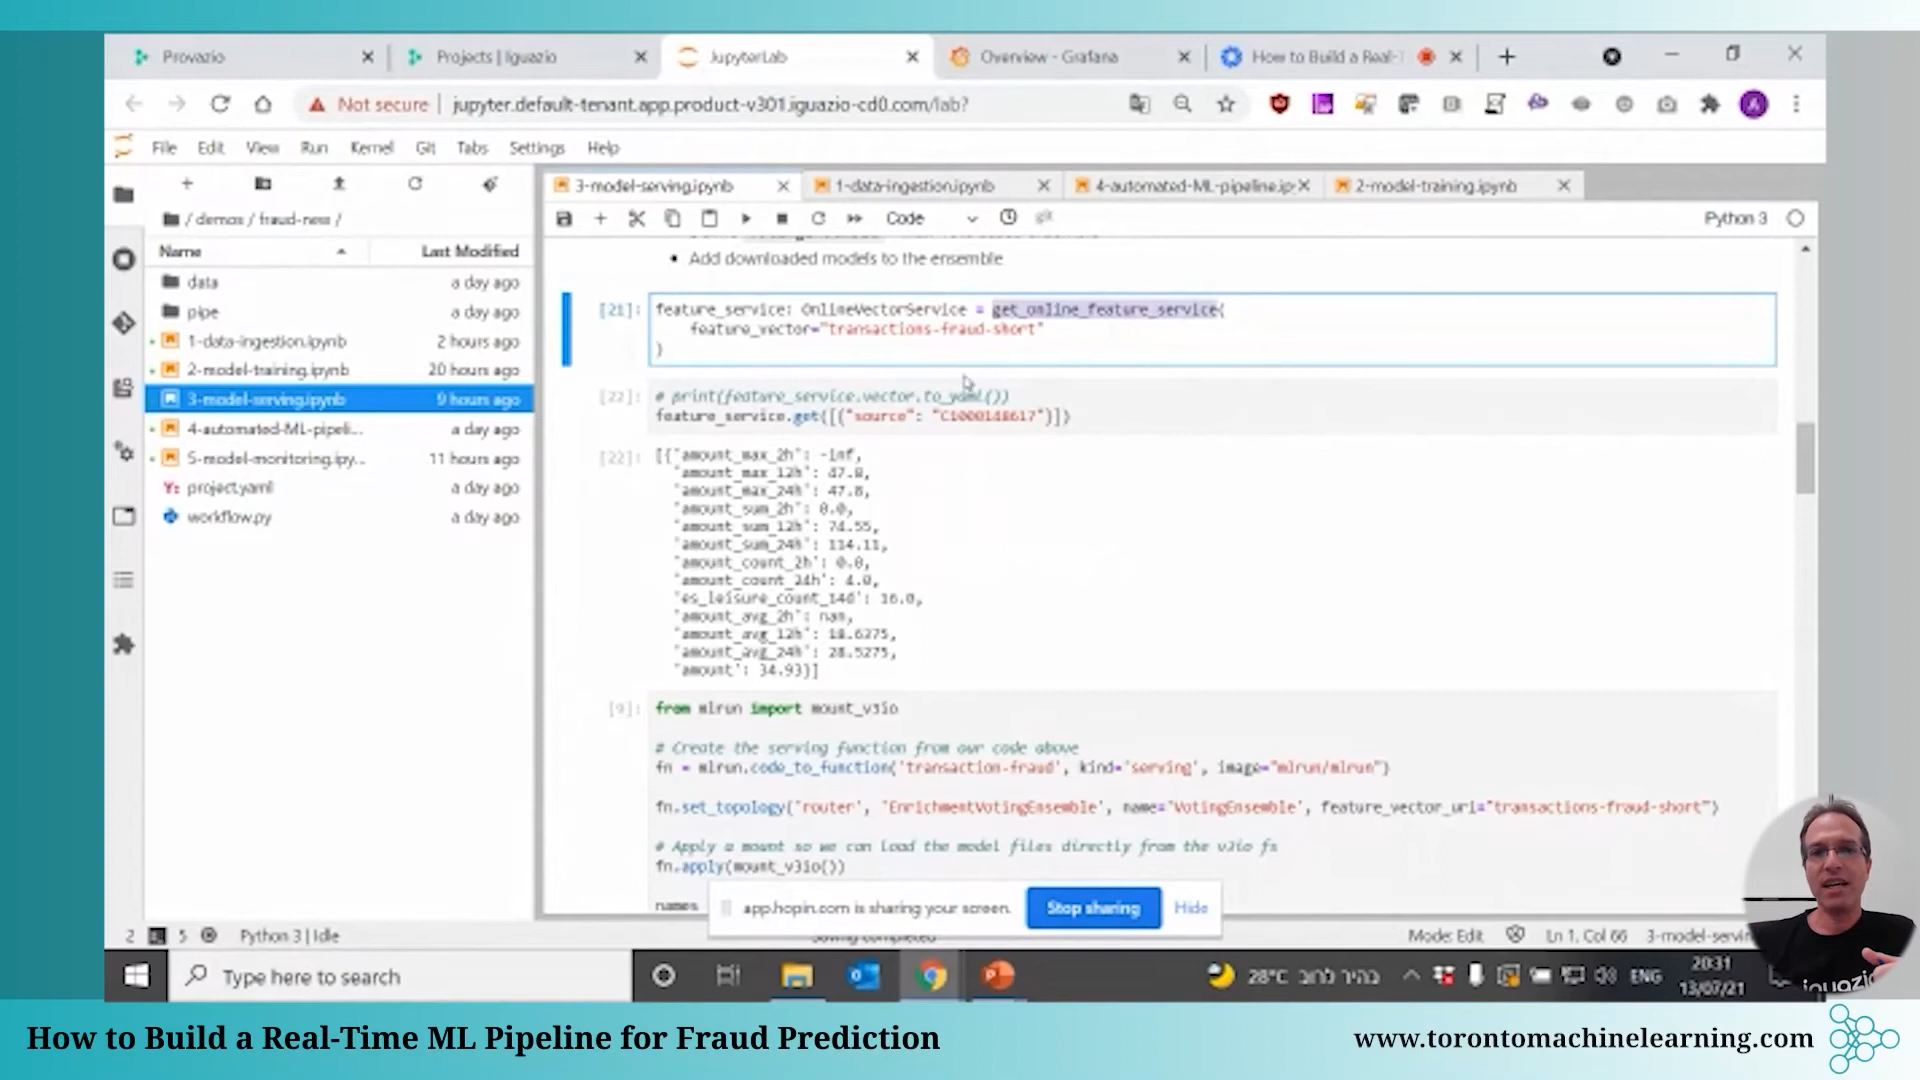 Provazio
Projects | Iguazio
JupyterLab
Overview - Grafana
How to Build a Real-T
Not secure
jupyter.default-tenant.app.product-v301.iguazio-cd0.com/lab?
File Edit View Run Kernel Git Tabs Settings Help
3-model-serving.ipynb
1-data-ingestion.ipynb
4-automated-ML-pipeline.ip
2-model-training.ipynb
Code
Python 3
/ demos / fraud-new /
Name Last Modified
data a day ago
pipe a day ago
1-data-ingestion.ipynb 2 hours ago
2-model-training.ipynb 20 hours ago
3-model-serving.ipynb 9 hours ago
4-automated-ML-pipeli... a day ago
5-model-monitoring.ipy... 11 hours ago
Y: project.yaml a day ago
workflow.py a day ago
• Add downloaded models to the ensemble
[21]: feature_service: OnlineVectorService = get_online_feature_service(
feature_vector="transactions-fraud-short"
)
[22]: # print(feature_service.vector.to_yaml())
feature_service.get([{"source": "C1000148617"}])
[22]: [{'amount_max_2h': -inf,
'amount_max_12h': 47.8,
'amount_max_24h': 47.8,
'amount_sum_2h': 0.0,
'amount_sum_12h': 74.55,
'amount_sum_24h': 114.11,
'amount_count_2h': 0.0,
'amount_count_24h': 4.0,
'es_leisure_count_14d': 16.0,
'amount_avg_2h': nan,
'amount_avg_12h': 18.6375,
'amount_avg_24h': 28.5275,
'amount': 34.93}]
[9]: from mlrun import mount_v3io
# Create the serving function from our code above
fn = mlrun.code_to_function('transaction-fraud', kind='serving', image="mlrun/mlrun")
fn.set_topology('router', 'EnrichmentVotingEnsemble', name='VotingEnsemble', feature_vector_uri="transactions-fraud-short")
# Apply a mount so we can load the model files directly from the v3io fs
fn.apply(mount_v3io())
names
app.hopin.com is sharing your screen.
Stop sharing
Hide
2 5 Python 3 | Idle
Saving completed
Mode: Edit Ln 1, Col 66 3-model-servin
Type here to search
28°C בהיר לרוב
ENG
20:31
13/07/21
iguazio
How to Build a Real-Time ML Pipeline for Fraud Prediction
www.torontomachinelearning.com